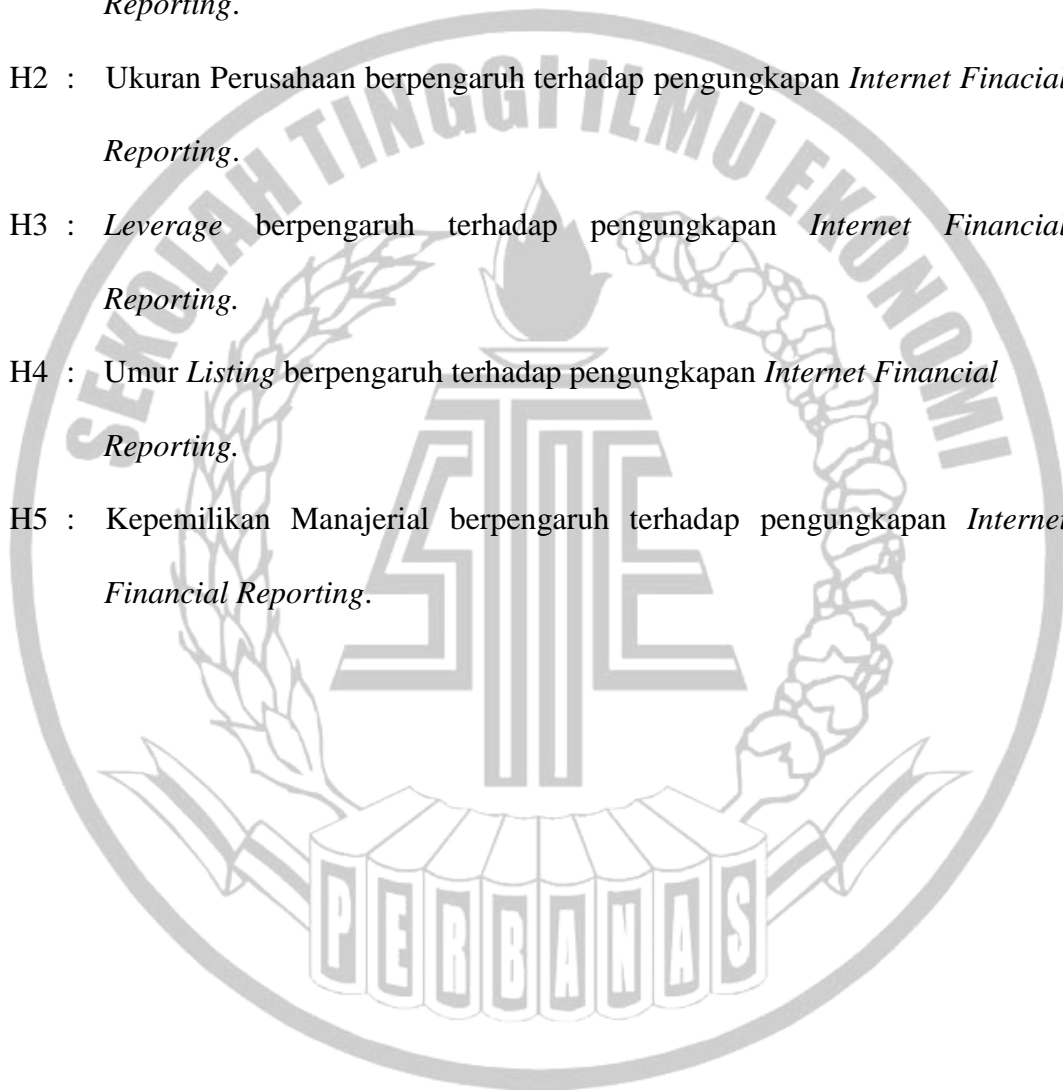 Reporting.
H2 : Ukuran Perusahaan berpengaruh terhadap pengungkapan Internet Finacial
Reporting.
H3 : Leverage berpengaruh terhadap pengungkapan Internet Financial
Reporting.
H4 : Umur Listing berpengaruh terhadap pengungkapan Internet Financial
Reporting.
H5 : Kepemilikan Manajerial berpengaruh terhadap pengungkapan Internet
Financial Reporting.
SEKOLAH TINGGI ILMU EKONOMI
STIE
PERBANAS